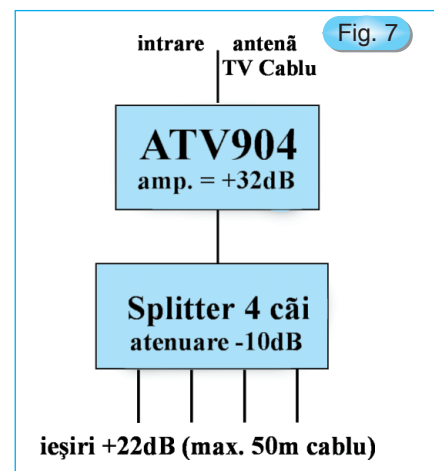 Fig. 7
intrare antenã
TV Cablu
ATV904
amp. = +32dB
Splitter 4 cãi
atenuare -10dB
ieşiri +22dB (max. 50m cablu)